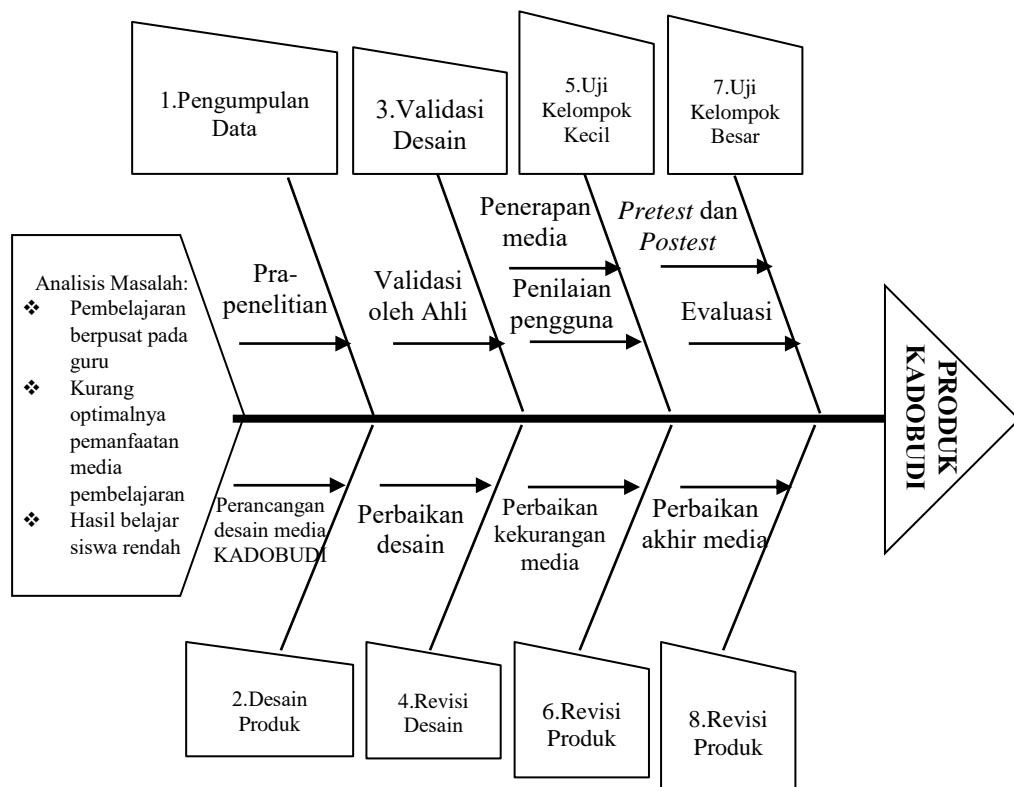 1.Pengumpulan
Data
3.Validasi
Desain
5.Uji
Kelompok
Kecil
7.Uji
Kelompok
Besar
Analisis Masalah:
❖ Pembelajaran
berpusat pada
guru
❖ Kurang
optimalnya
pemanfaatan
media
pembelajaran
❖ Hasil belajar
siswa rendah
Pra-
penelitian
Validasi
oleh Ahli
Penerapan
media
Penilaian
pengguna
Pretest dan
Postest
Evaluasi
PRODUK
KADOBUDI
Perancangan
desain media
KADOBUDI
Perbaikan
desain
Perbaikan
kekurangan
media
Perbaikan
akhir media
2.Desain
Produk
4.Revisi
Desain
6.Revisi
Produk
8.Revisi
Produk